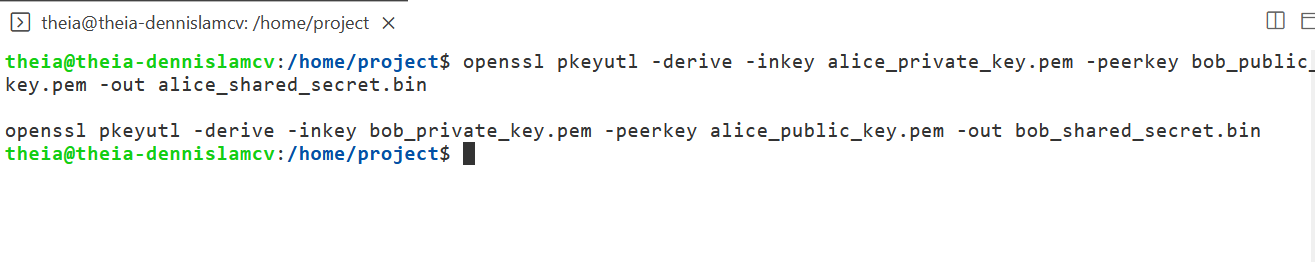 theia@theia-dennislamcv: /home/project
theia@theia-dennislamcv:/home/project$ openssl pkeyutl -derive -inkey alice_private_key.pem -peerkey bob_public_
key.pem -out alice_shared_secret.bin
openssl pkeyutl -derive -inkey bob_private_key.pem -peerkey alice_public_key.pem -out bob_shared_secret.bin
theia@theia-dennislamcv:/home/project$